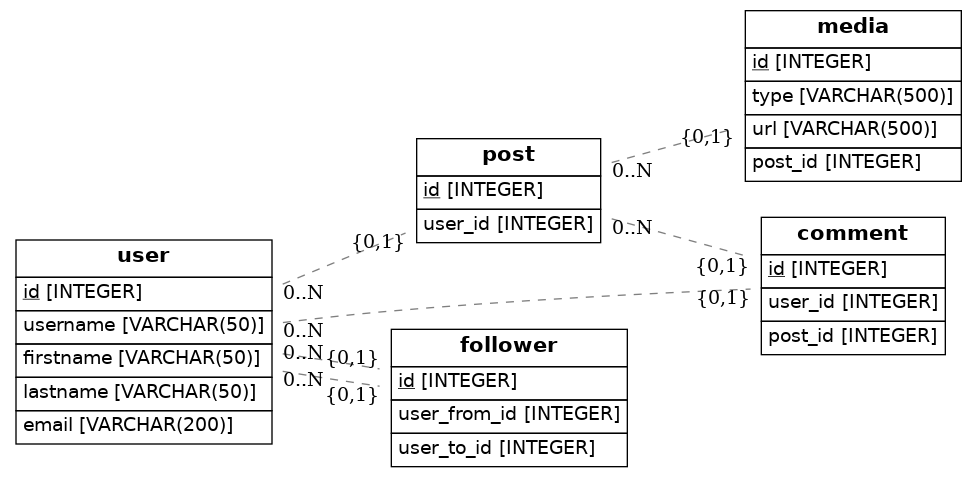 media
id [INTEGER]
type [VARCHAR(500)]
url [VARCHAR(500)]
post_id [INTEGER]
{0,1}
0..N
post
id [INTEGER]
user_id [INTEGER]
0..N
{0,1}
comment
id [INTEGER]
user_id [INTEGER]
post_id [INTEGER]
{0,1}
0..N
{0,1}
0..N
user
id [INTEGER]
username [VARCHAR(50)]
firstname [VARCHAR(50)]
lastname [VARCHAR(50)]
email [VARCHAR(200)]
0..N
{0,1}
0..N
{0,1}
follower
id [INTEGER]
user_from_id [INTEGER]
user_to_id [INTEGER]